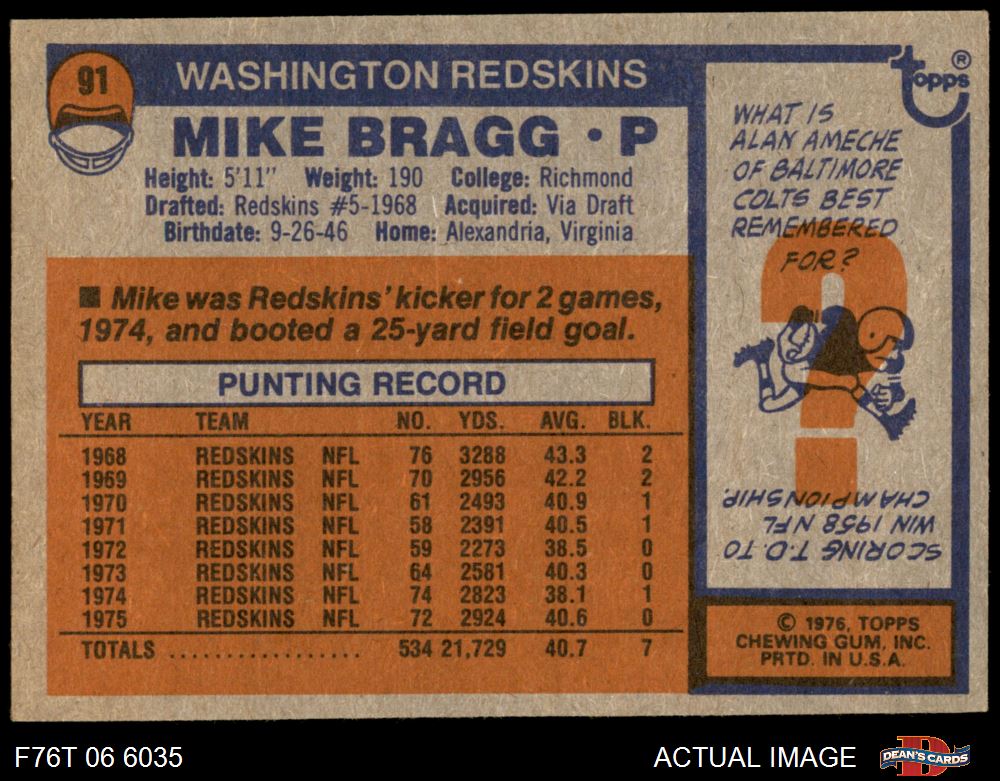 91
WASHINGTON REDSKINS
MIKE BRAGG • P
Height: 5'11" Weight: 190 College: Richmond
Drafted: Redskins #5-1968 Acquired: Via Draft
Birthdate: 9-26-46 Home: Alexandria, Virginia
■ Mike was Redskins' kicker for 2 games,
1974, and booted a 25-yard field goal.
PUNTING RECORD
YEAR TEAM NO. YDS. AVG. BLK.
1968 REDSKINS NFL 76 3288 43.3 2
1969 REDSKINS NFL 70 2956 42.2 2
1970 REDSKINS NFL 61 2493 40.9 1
1971 REDSKINS NFL 58 2391 40.5 1
1972 REDSKINS NFL 59 2273 38.5 0
1973 REDSKINS NFL 64 2581 40.3 0
1974 REDSKINS NFL 74 2823 38.1 1
1975 REDSKINS NFL 72 2924 40.6 0
TOTALS .................. 534 21,729 40.7 7
Topps ®
WHAT IS
ALAN AMECHE
OF BALTIMORE
COLTS BEST
REMEMBERED
FOR?
?
SCORING T.D. TO
WIN 1958 NFL
CHAMPIONSHIP.
© 1976, TOPPS
CHEWING GUM, INC.
PRTD. IN U.S.A.
F76T 06 6035
ACTUAL IMAGE
D
DEAN'S CARDS